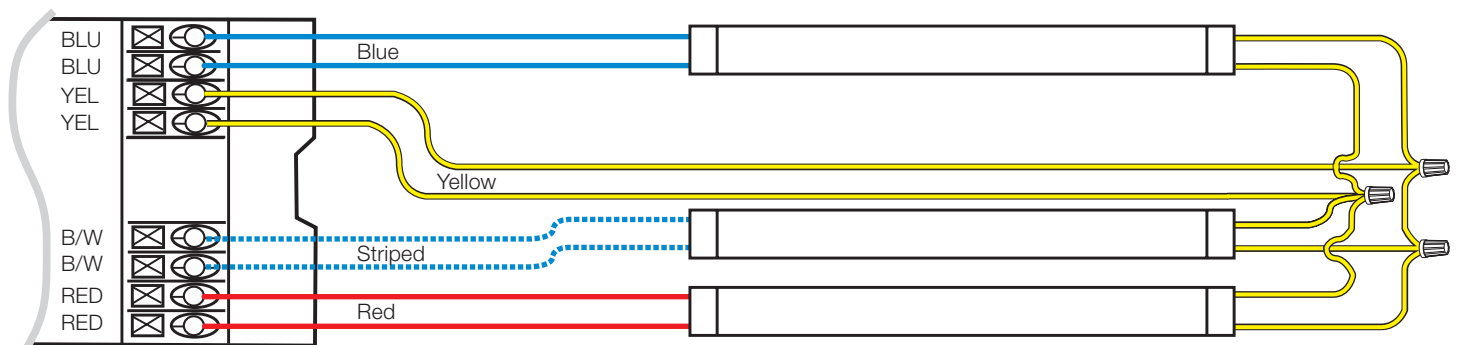 BLU
Blue
BLU
YEL
YEL
Yellow
B/W
Striped
B/W
RED
Red
RED